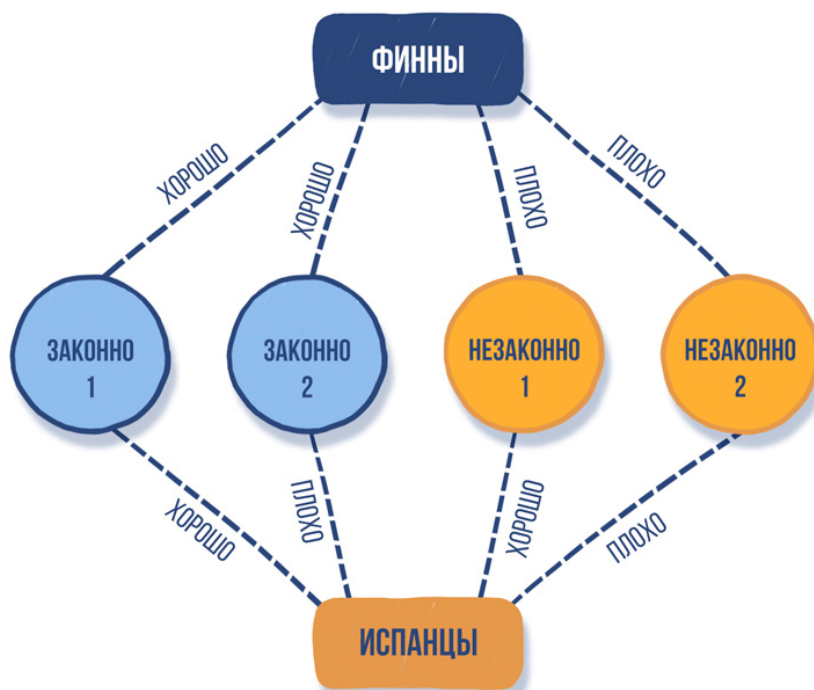 ФИННЫ
ХОРОШО
ХОРОШО
ПЛОХО
ПЛОХО
ЗАКОННО
1
ЗАКОННО
2
НЕЗАКОННО
1
НЕЗАКОННО
2
ХОРОШО
ПЛОХО
ХОРОШО
ПЛОХО
ИСПАНЦЫ